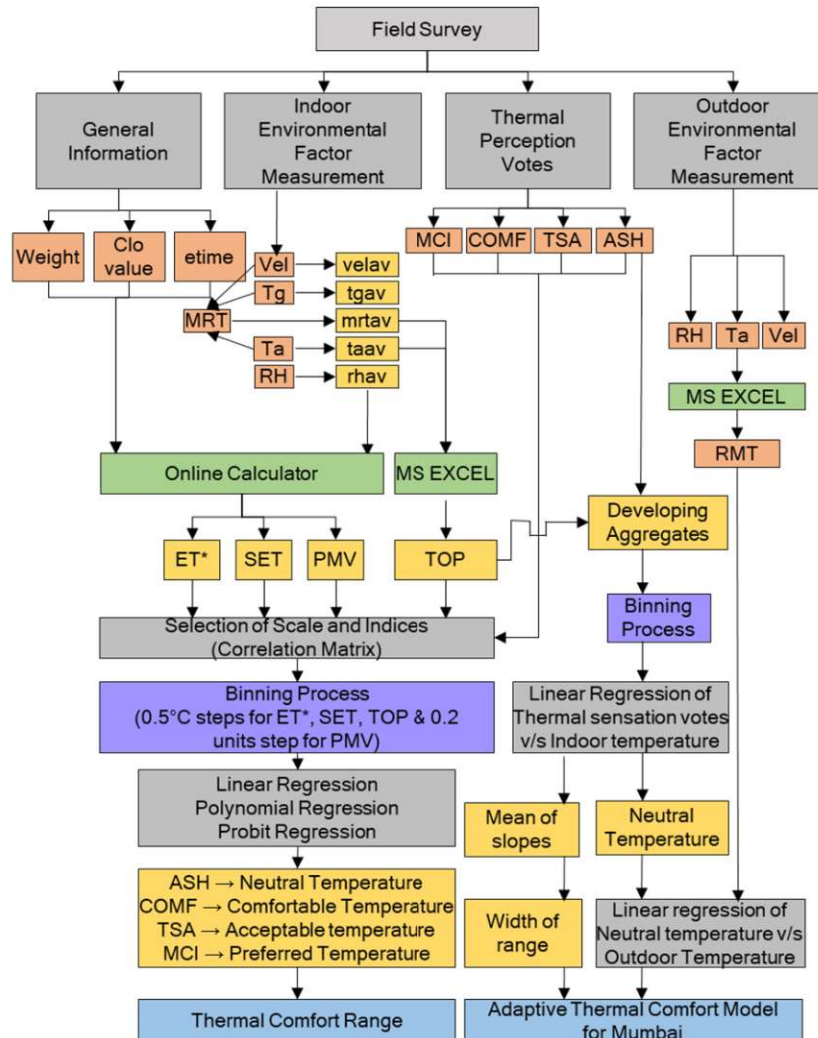 Field Survey
General
Information
Indoor
Environmental
Factor
Measurement
Thermal
Perception
Votes
Outdoor
Environmental
Factor
Measurement
Weight
Clo
value
etime
Vel
velav
Tg
tgav
MRT
mrtav
Ta
taav
RH
rhav
MCI
COMF
TSA
ASH
RH
Ta
Vel
MS EXCEL
RMT
Online Calculator
MS EXCEL
Developing
Aggregates
ET*
SET
PMV
TOP
Binning
Process
Selection of Scale and Indices
(Correlation Matrix)
Binning Process
(0.5°C steps for ET*, SET, TOP & 0.2
units step for PMV)
Linear Regression of
Thermal sensation votes
v/s Indoor temperature
Linear Regression
Polynomial Regression
Probit Regression
Mean of
slopes
Neutral
Temperature
ASH → Neutral Temperature
COMF → Comfortable Temperature
TSA → Acceptable temperature
MCI → Preferred Temperature
Width of
range
Linear regression of
Neutral temperature v/s
Outdoor Temperature
Thermal Comfort Range
Adaptive Thermal Comfort Model
for Mumbai